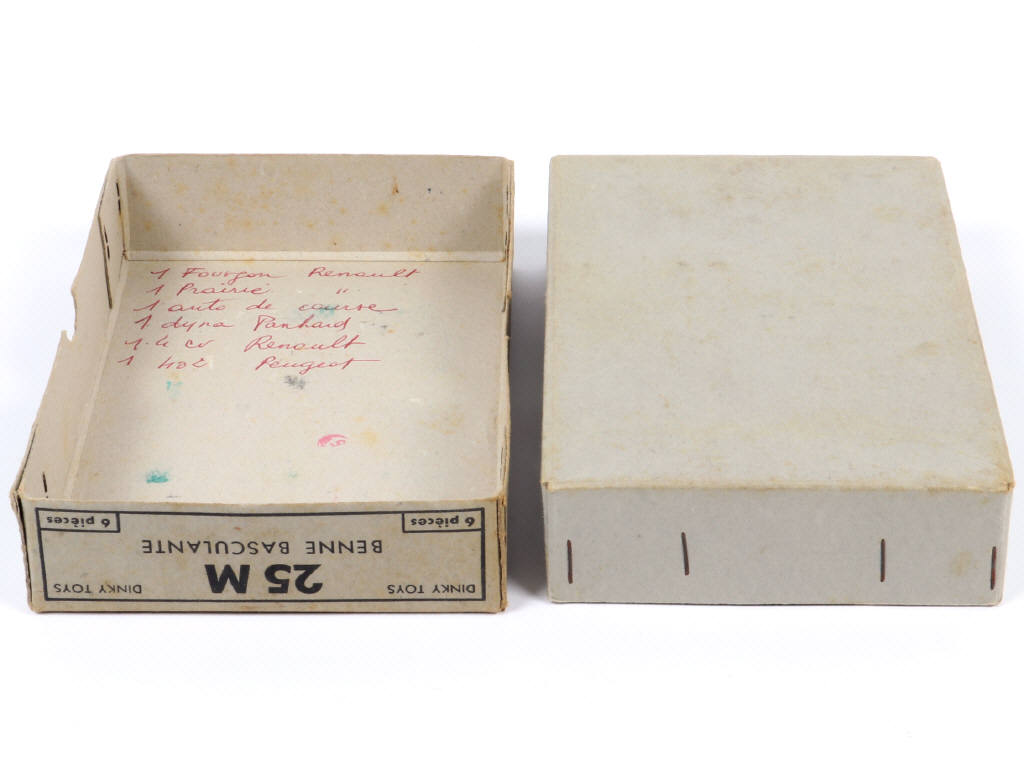 1 Fourgon Renault
1 Prairie "
1 auto de course
1 dyna Panhard
1. 4 cv Renault
1 402 Peugeot
DINKY TOYS 25 M DINKY TOYS
BENNE BASCULANTE
6 pièces 6 pièces